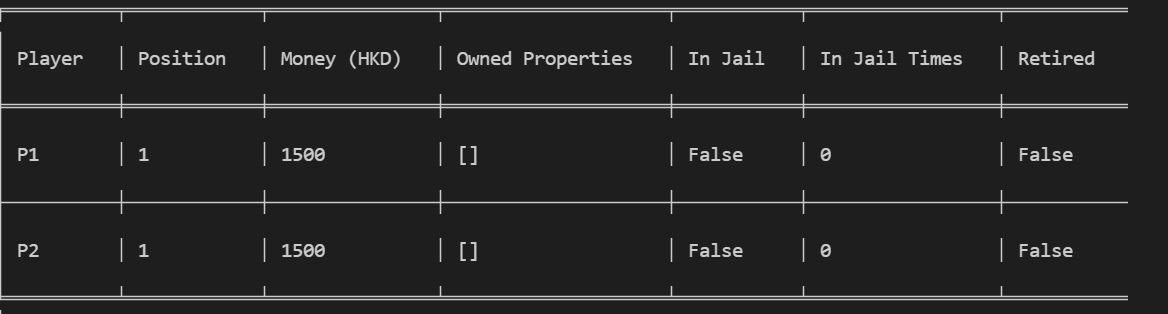 Player Position Money (HKD) Owned Properties In Jail In Jail Times Retired
P1 1 1500 [] False 0 False
P2 1 1500 [] False 0 False